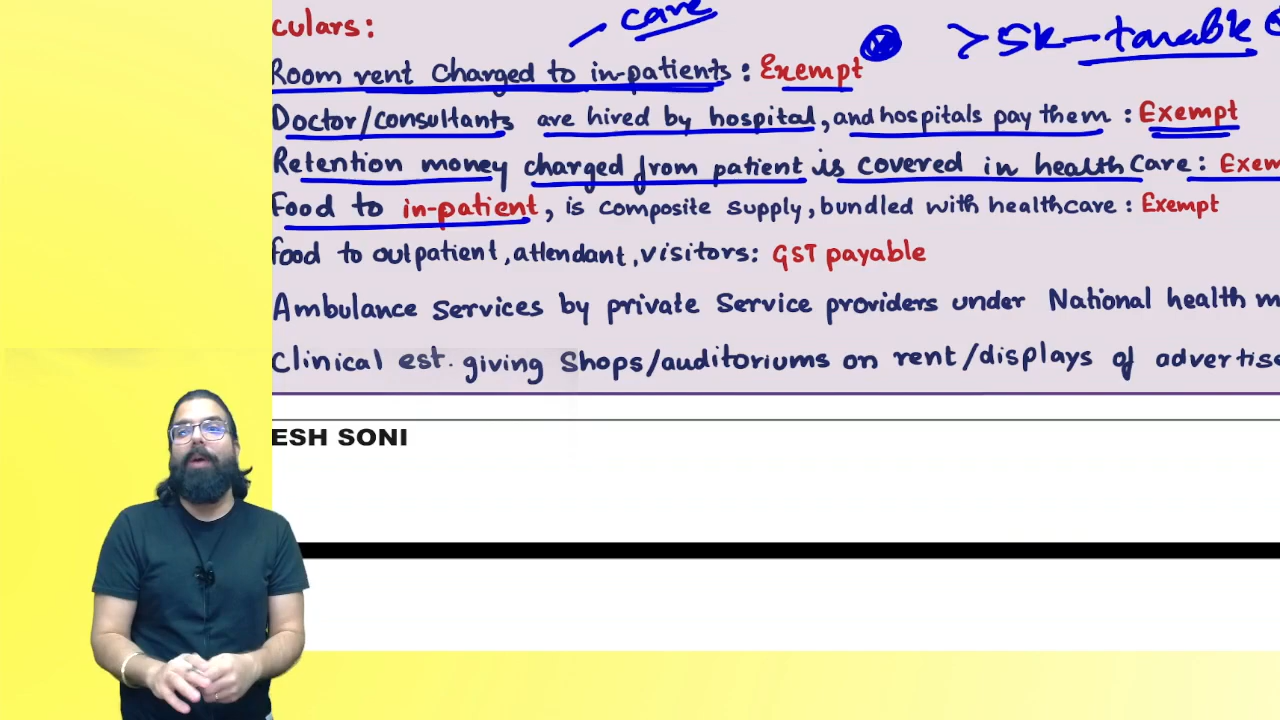 care
culars:
> 5k - taxable
Room rent charged to in-patients : Exempt
Doctor/consultants are hired by hospital, and hospitals pay them : Exempt
Retention money charged from patient is covered in health care : Exem
Food to in-patient, is composite supply, bundled with healthcare : Exempt
food to outpatient, attendant, visitors: GST payable
Ambulance Services by private Service providers under National health m
Clinical est. giving Shops/auditoriums on rent/displays of advertise
ESH SONI